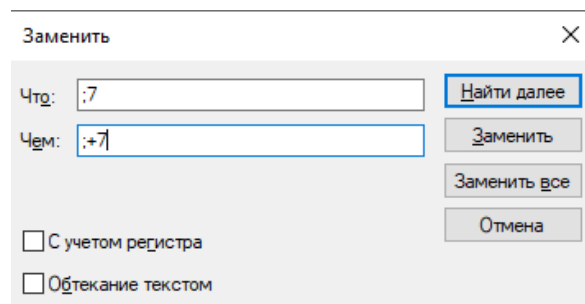 Заменить
Что: ;7 Найти далее
Чем: ;+7 Заменить
Заменить все
Отмена
С учетом регистра
Обтекание текстом